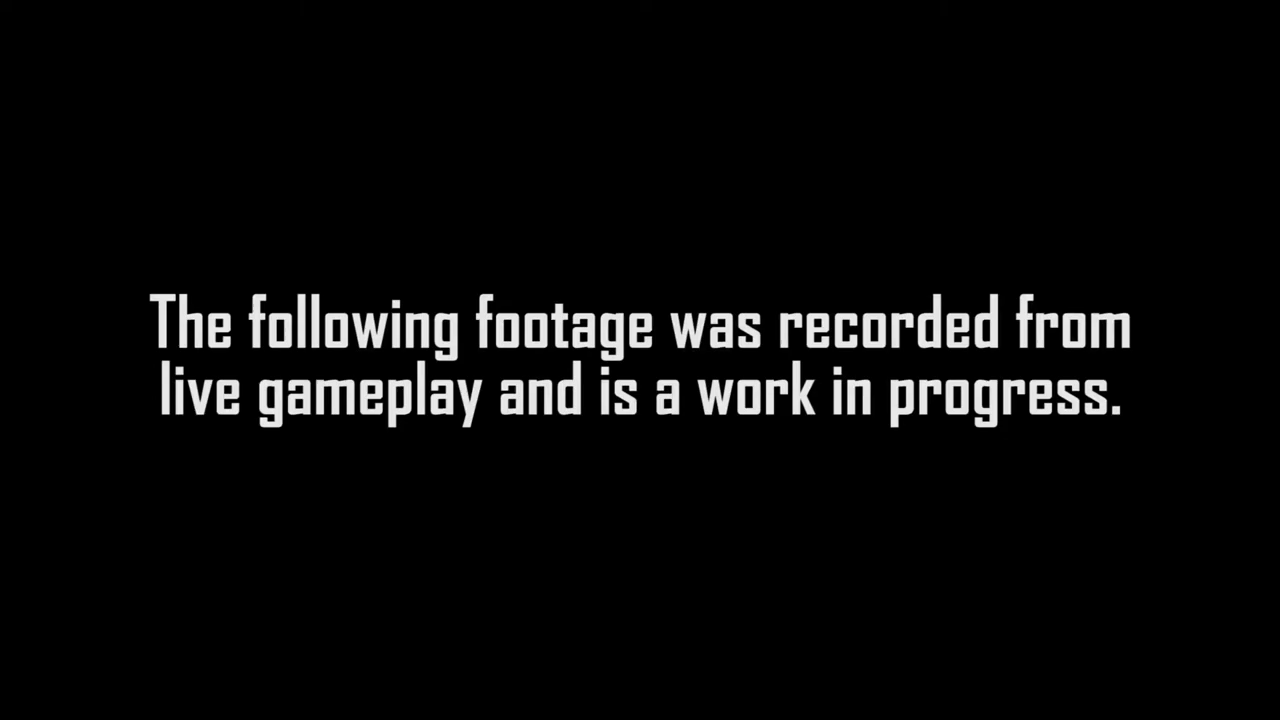 The following footage was recorded from
live gameplay and is a work in progress.